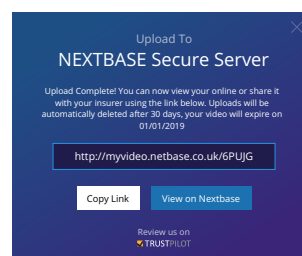 Upload To
NEXTBASE Secure Server
Upload Complete! You can now view your online or share it
with your insurer using the link below. Uploads will be
automatically deleted after 30 days, your video will expire on
01/01/2019
http://myvideo.netbase.co.uk/6PUJG
Copy Link
View on Nextbase
Review us on
TRUSTPILOT